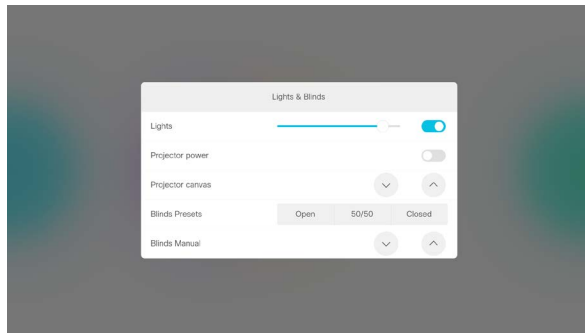 Lights & Blinds
Lights
Projector power
Projector canvas
Blinds Presets Open 50/50 Closed
Blinds Manual